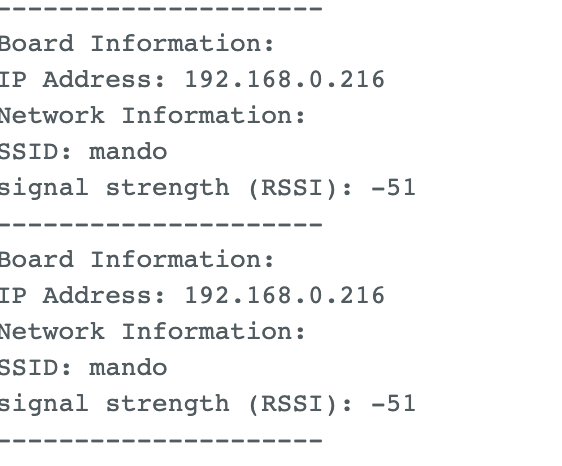 ---------------------
Board Information:
IP Address: 192.168.0.216
Network Information:
SSID: mando
signal strength (RSSI): -51
---------------------
Board Information:
IP Address: 192.168.0.216
Network Information:
SSID: mando
signal strength (RSSI): -51
---------------------